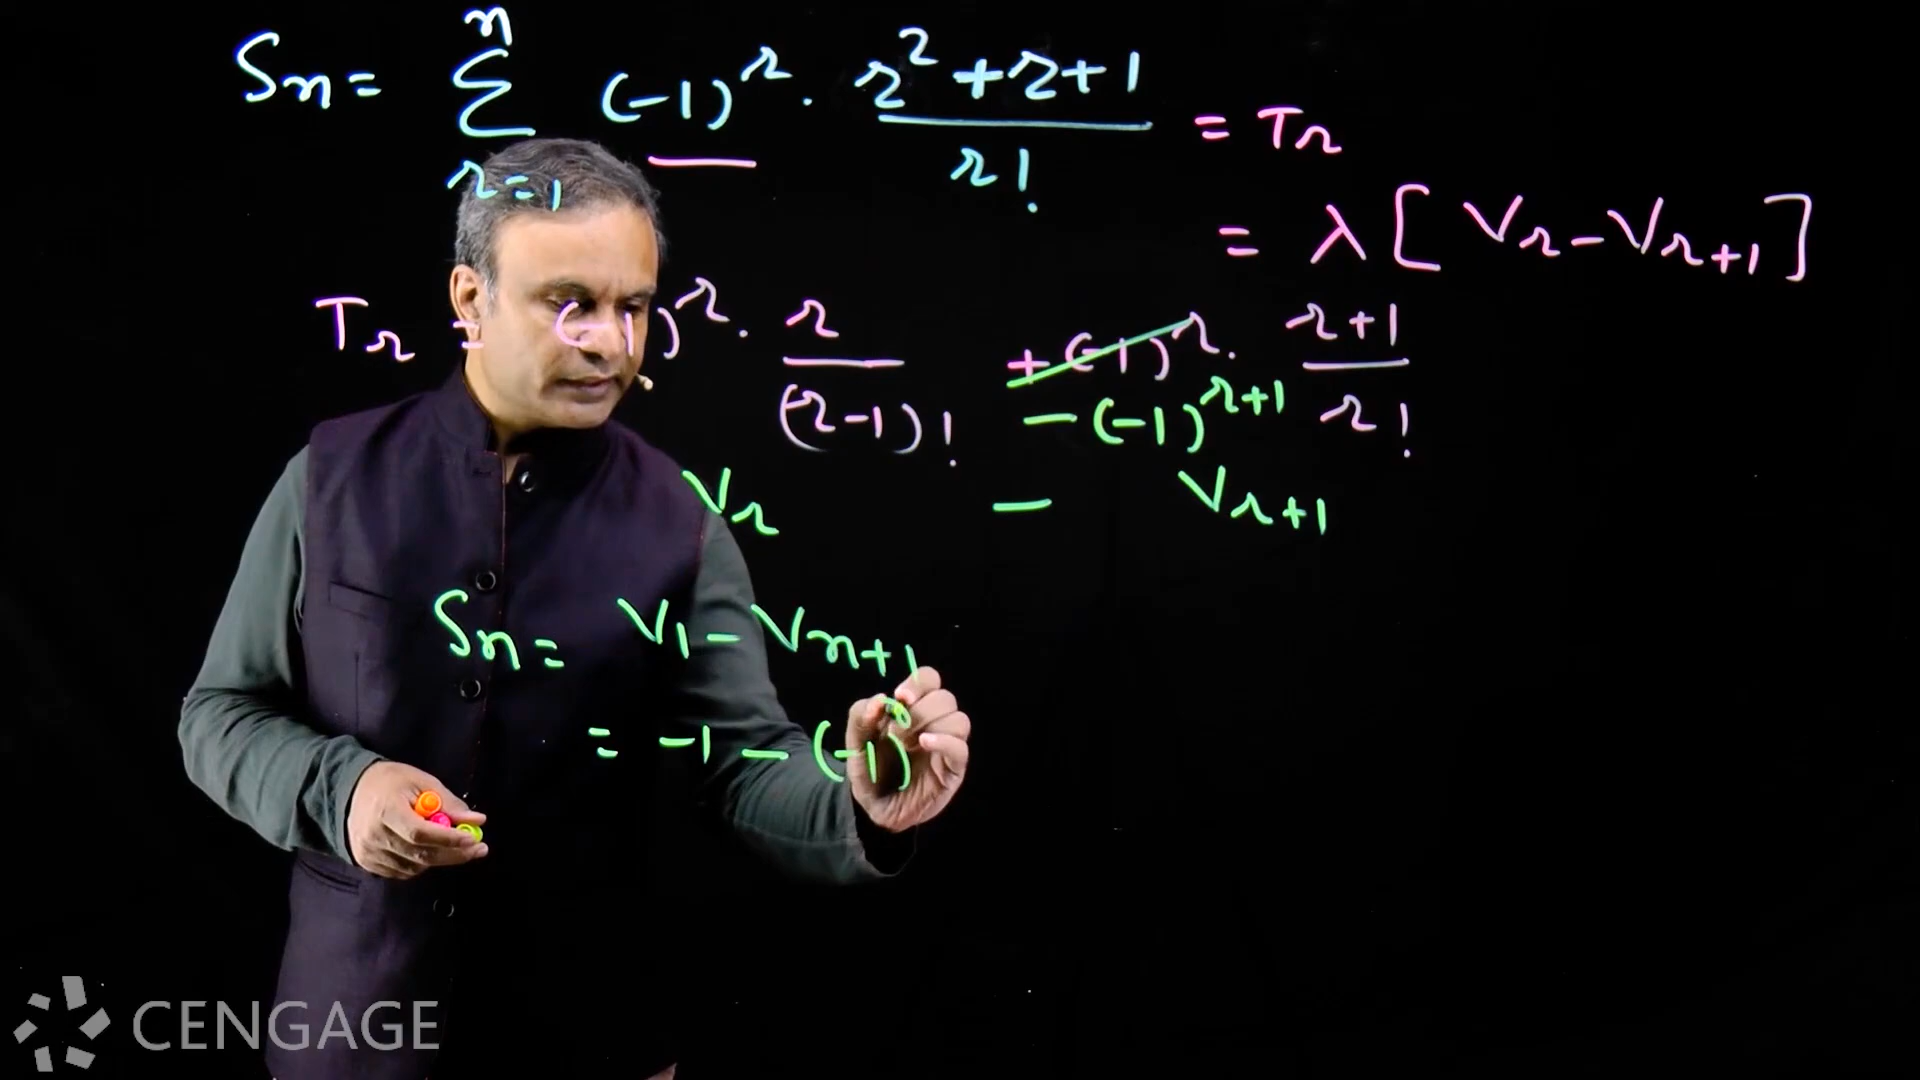 Sn = n Σ r=1 (-1)^r · r^2+r+1 / r! = Tr
= λ [Vr - Vr+1]
Tr = (-1)^r · r / (r-1)! + (-1)^r · r+1 / r!
- (-1)^r+1
Vr - Vr+1
Sn = V1 - Vn+1
= -1 - (-1)
CENGAGE